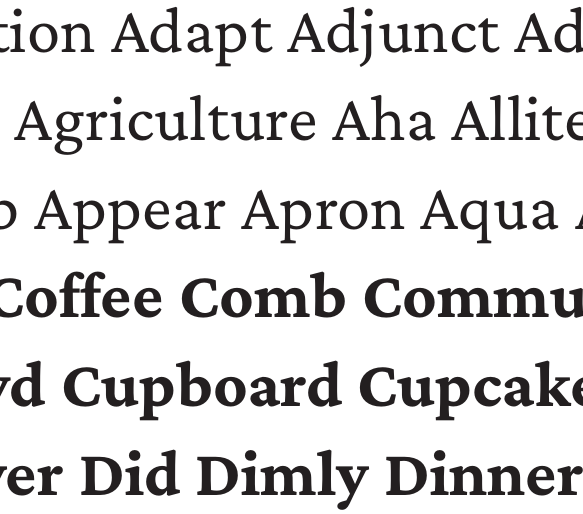 tion Adapt Adjunct Ad
Agriculture Aha Allite
Appear Apron Aqua
Coffee Comb Commu
yd Cupboard Cupcake
ver Did Dimly Dinner